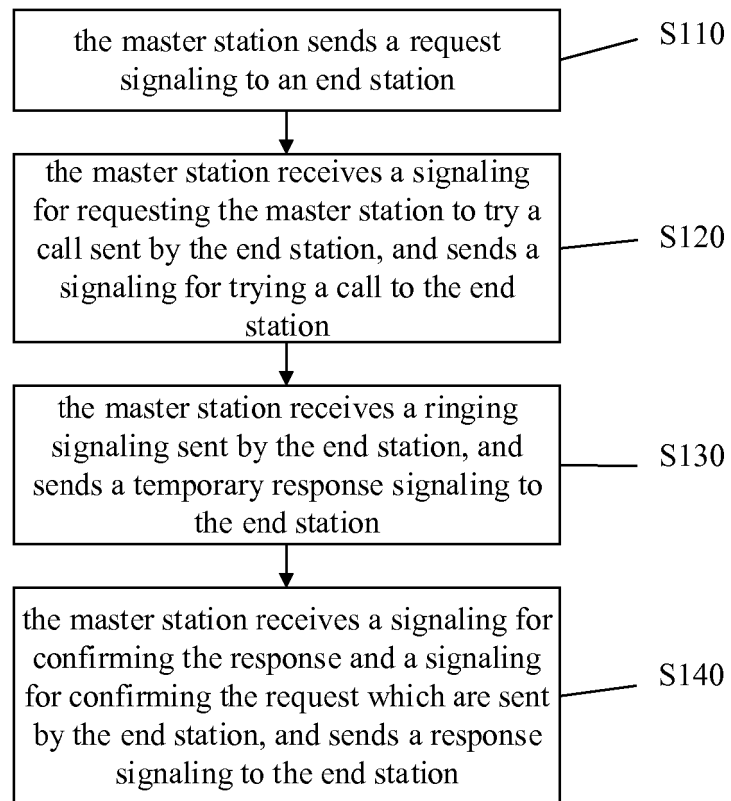 the master station sends a request
signaling to an end station
S110
the master station receives a signaling
for requesting the master station to try a
call sent by the end station, and sends a
signaling for trying a call to the end
station
S120
the master station receives a ringing
signaling sent by the end station, and
sends a temporary response signaling to
the end station
S130
the master station receives a signaling for
confirming the response and a signaling
for confirming the request which are sent
by the end station, and sends a response
signaling to the end station
S140